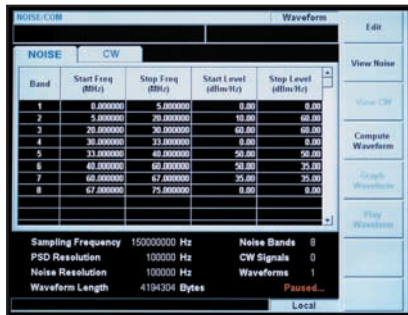 NOISE/COM Waveform
NOISE CW
Band Start Freq (MHz) Stop Freq (MHz) Start Level (dBm/Hz) Stop Level (dBm/Hz)
1 0.000000 5.000000 0.00 0.00
2 5.000000 20.000000 10.00 60.00
3 20.000000 30.000000 60.00 60.00
4 30.000000 33.000000 0.00 0.00
5 33.000000 40.000000 50.00 50.00
6 40.000000 60.000000 50.00 35.00
7 60.000000 67.000000 35.00 35.00
8 67.000000 75.000000 0.00 0.00
Sampling Frequency 150000000 Hz Noise Bands 8
PSD Resolution 100000 Hz CW Signals 0
Noise Resolution 100000 Hz Waveforms 1
Waveform Length 4194304 Bytes Paused...
Local
Edit
View Noise
View CW
Compute Waveform
Graph Waveform
Play Waveform